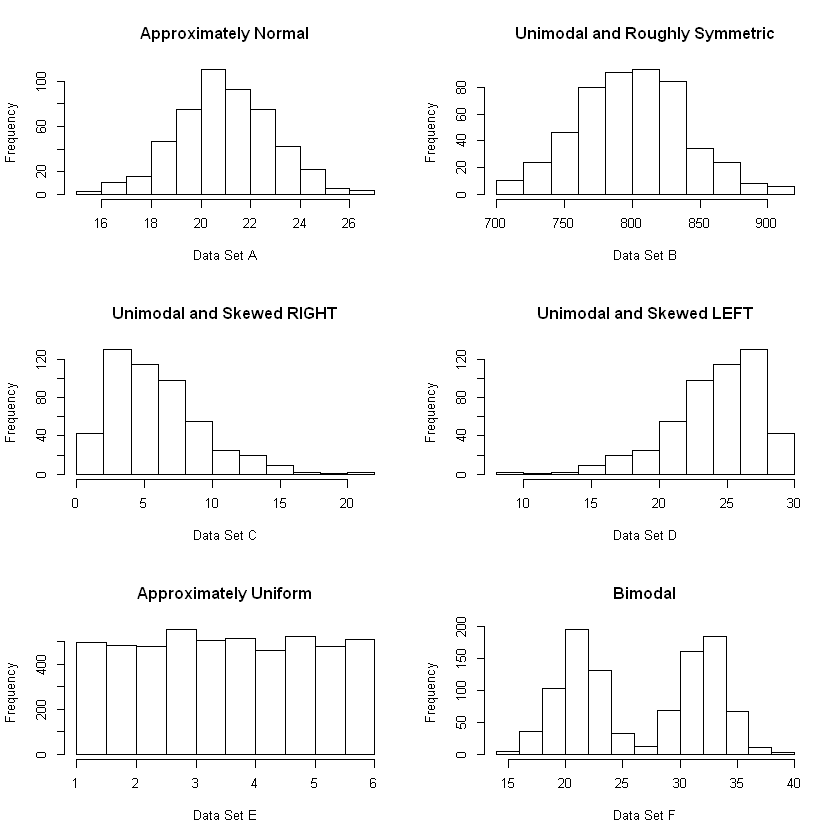 Approximately Normal
Frequency
0
20
60
100
16 18 20 22 24 26
Data Set A
Unimodal and Roughly Symmetric
Frequency
0
20
40
60
80
700 750 800 850 900
Data Set B
Unimodal and Skewed RIGHT
Frequency
0
40
80
120
0 5 10 15 20
Data Set C
Unimodal and Skewed LEFT
Frequency
0
40
80
120
10 15 20 25 30
Data Set D
Approximately Uniform
Frequency
0
200
400
1 2 3 4 5 6
Data Set E
Bimodal
Frequency
0
50
100
150
200
15 20 25 30 35 40
Data Set F